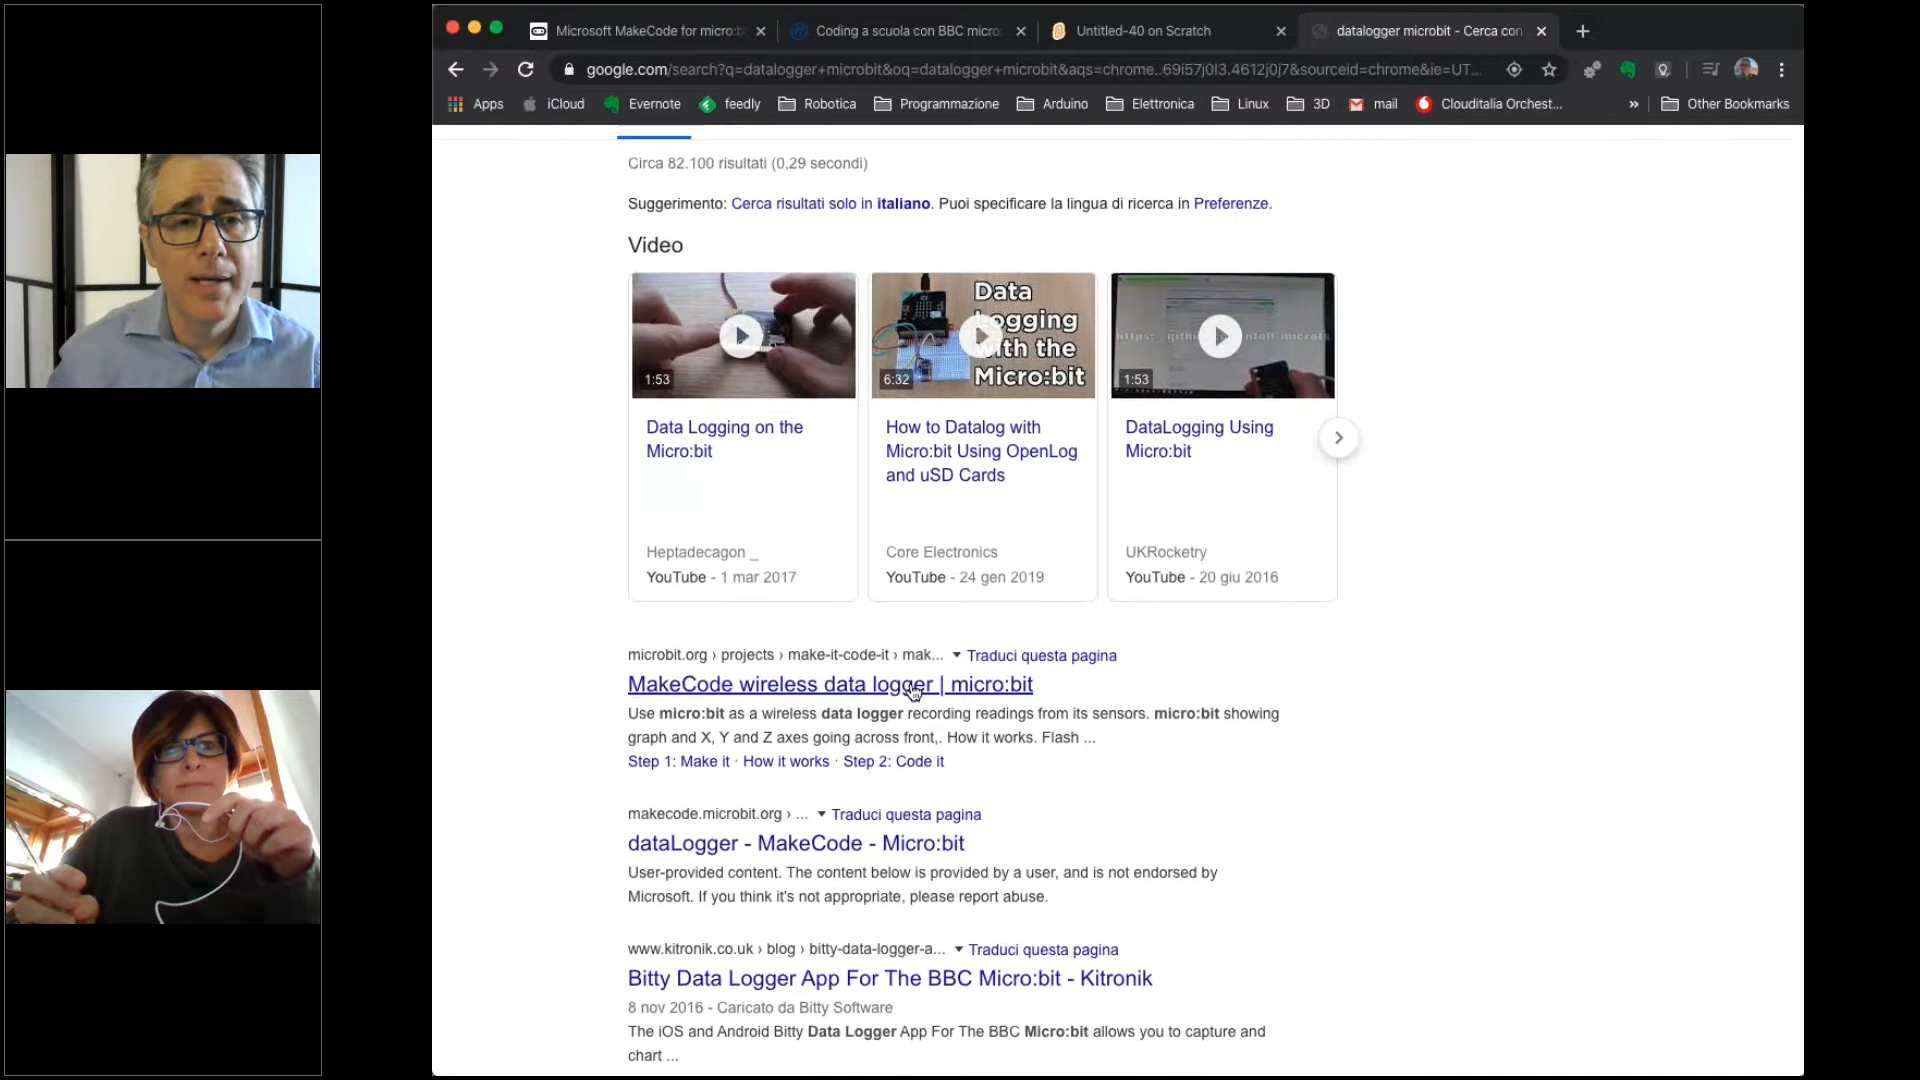 Microsoft MakeCode for micro:b
Coding a scuola con BBC micro:
Untitled-40 on Scratch
datalogger microbit - Cerca con
google.com/search?q=datalogger+microbit&oq=datalogger+microbit&aqs=chrome..69i57j0l3.4612j0j7&sourceid=chrome&ie=UT...
Apps iCloud Evernote feedly Robotica Programmazione Arduino Elettronica Linux 3D mail Clouditalia Orchest... » Other Bookmarks
Circa 82.100 risultati (0,29 secondi)
Suggerimento: Cerca risultati solo in italiano. Puoi specificare la lingua di ricerca in Preferenze.
Video
1:53
Data Logging on the
Micro:bit
Heptadecagon _
YouTube - 1 mar 2017
Data
Logging
with the
Micro:bit
6:32
How to Datalog with
Micro:bit Using OpenLog
and uSD Cards
Core Electronics
YouTube - 24 gen 2019
1:53
DataLogging Using
Micro:bit
UKRocketry
YouTube - 20 giu 2016
microbit.org › projects › make-it-code-it › mak... Traduci questa pagina
MakeCode wireless data logger | micro:bit
Use micro:bit as a wireless data logger recording readings from its sensors. micro:bit showing
graph and X, Y and Z axes going across front,. How it works. Flash ...
Step 1: Make it · How it works · Step 2: Code it
makecode.microbit.org › ... Traduci questa pagina
dataLogger - MakeCode - Micro:bit
User-provided content. The content below is provided by a user, and is not endorsed by
Microsoft. If you think it's not appropriate, please report abuse.
www.kitronik.co.uk › blog › bitty-data-logger-a... Traduci questa pagina
Bitty Data Logger App For The BBC Micro:bit - Kitronik
8 nov 2016 - Caricato da Bitty Software
The iOS and Android Bitty Data Logger App For The BBC Micro:bit allows you to capture and
chart ...